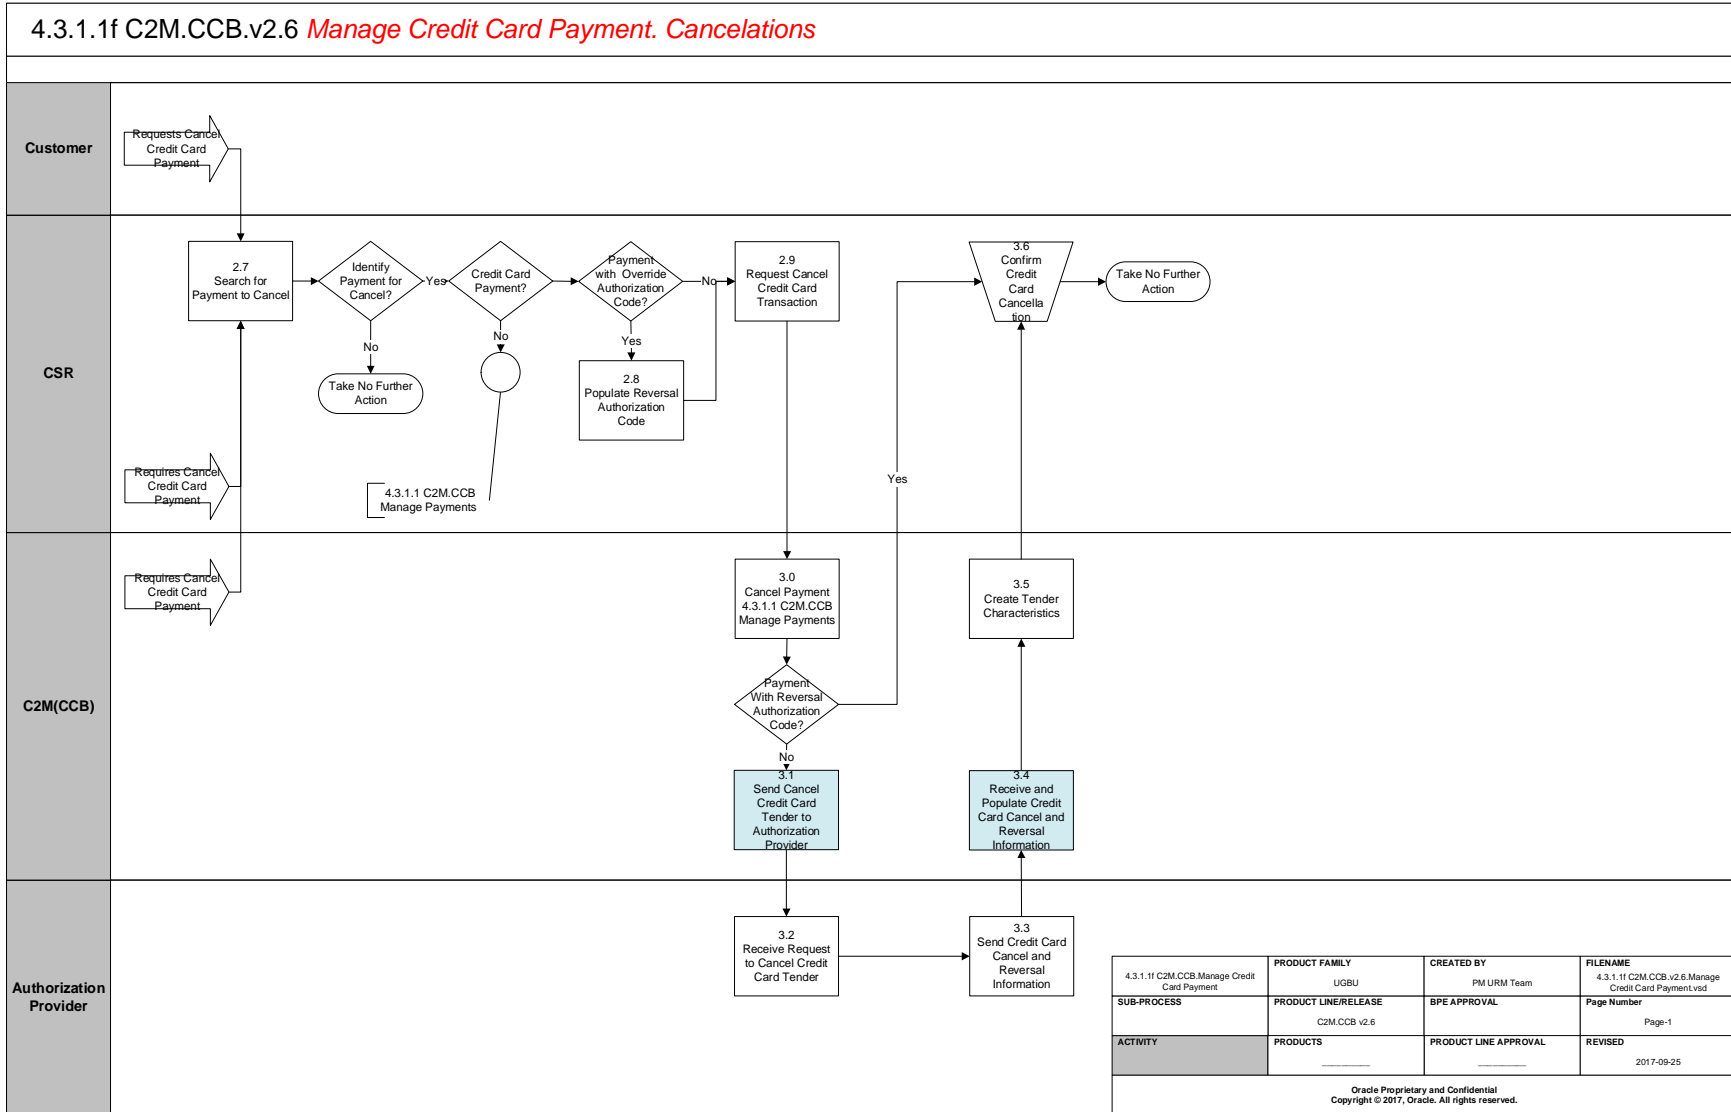 4.3.1.1f C2M.CCB.v2.6 Manage Credit Card Payment. Cancelations
Customer
Requests Cancel
Credit Card
Payment
CSR
2.7
Search for
Payment to Cancel
Identify
Payment for
Cancel?
Yes
No
Take No Further
Action
Credit Card
Payment?
No
4.3.1.1 C2M.CCB
Manage Payments
Payment
with Override
Authorization
Code?
No
Yes
2.8
Populate Reversal
Authorization
Code
2.9
Request Cancel
Credit Card
Transaction
3.6
Confirm
Credit
Card
Cancella
tion
Take No Further
Action
Requires Cancel
Credit Card
Payment
Yes
C2M(CCB)
Requires Cancel
Credit Card
Payment
3.0
Cancel Payment
4.3.1.1 C2M.CCB
Manage Payments
Payment
With Reversal
Authorization
Code?
No
3.1
Send Cancel
Credit Card
Tender to
Authorization
Provider
3.5
Create Tender
Characteristics
3.4
Receive and
Populate Credit
Card Cancel and
Reversal
Information
Authorization
Provider
3.2
Receive Request
to Cancel Credit
Card Tender
3.3
Send Credit Card
Cancel and
Reversal
Information
4.3.1.1f C2M.CCB.Manage Credit
Card Payment
PRODUCT FAMILY
UGBU
CREATED BY
PM URM Team
FILENAME
4.3.1.1f C2M.CCB.v2.6.Manage
Credit Card Payment.vsd
SUB-PROCESS
PRODUCT LINE/RELEASE
C2M.CCB v2.6
BPE APPROVAL
Page Number
Page-1
ACTIVITY
PRODUCTS
PRODUCT LINE APPROVAL
REVISED
2017-09-25
Oracle Proprietary and Confidential
Copyright © 2017, Oracle. All rights reserved.